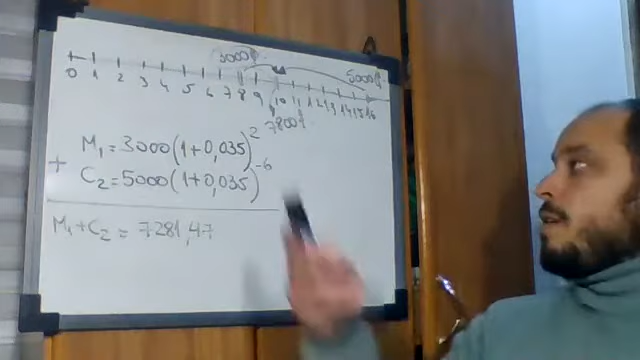 3000$ 5000$
0 1 2 3 4 5 6 7 8 9 10 11 12 13 14 15 16
7800$
M₁=3000(1+0,035)²
+ C₂=5000(1+0,035)⁻⁶
M₁+C₂=7281,47